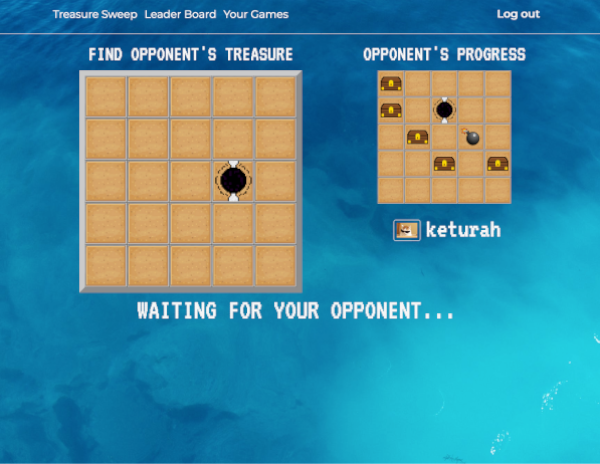 Treasure Sweep Leader Board Your Games Log out
FIND OPPONENT'S TREASURE
OPPONENT'S PROGRESS
keturah
WAITING FOR YOUR OPPONENT...